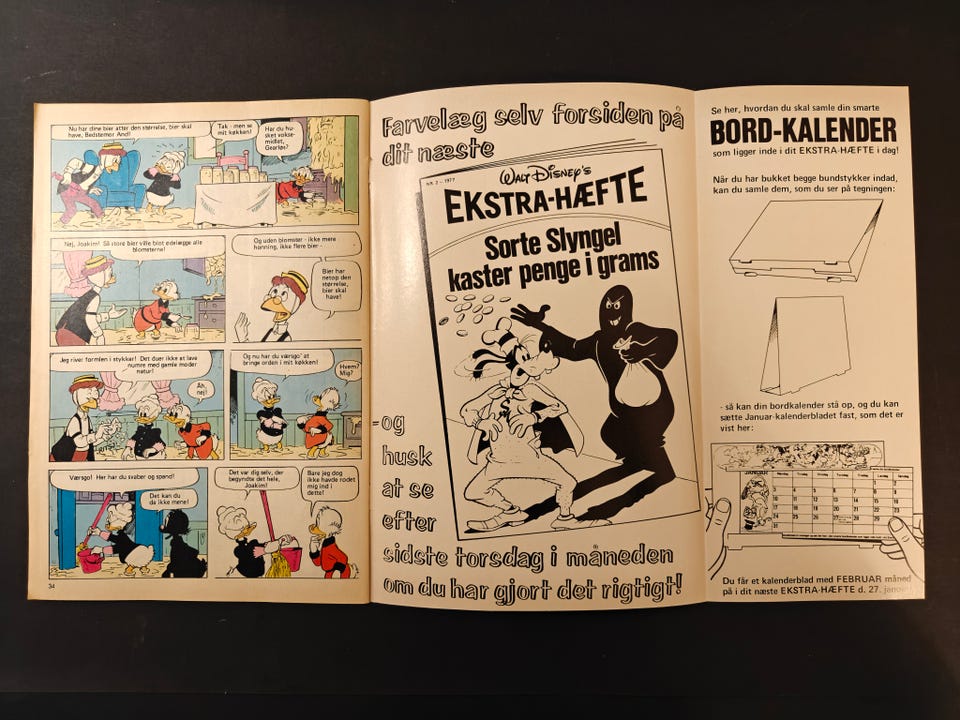 Nu har dine bier atter den størrelse, bier skal
have, Bedstemor And!
Tak - men se
mit køkken!
Har du hu-
sket vokse-
midlet,
Gearløs?
Nej, Joakim! Så store bier ville blot ødelægge alle
blomsterne!
Og uden blomster - ikke mere
honning, ikke flere bier -
Bier har
netop den
størrelse,
bier skal
have!
Jeg river formlen i stykker! Det duer ikke at lave
numre med gamle moder
natur!
Åh,
nej!
Og nu har du værsgo' at
bringe orden i mit køkken!
Hvem?
Mig?
Værsgo! Her har du svaber og spand!
Det kan du
da ikke mene!
Det var dig selv, der
begyndte det hele,
Joakim!
Bare jeg dog
ikke havde rodet
mig ind i
dette!
34
Farvelæg selv forsiden på
dit næste
NR. 2 - 1977
WALT DISNEY'S
EKSTRA-HÆFTE
Sorte Slyngel
kaster penge i grams
-og
husk
at se
efter
sidste torsdag i måneden
om du har gjort det rigtigt!
Se her, hvordan du skal samle din smarte
BORD-KALENDER
som ligger inde i dit EKSTRA-HÆFTE i dag!
Når du har bukket begge bundstykker indad,
kan du samle dem, som du ser på tegningen:
- så kan din bordkalender stå op, og du kan
sætte Januar-kalenderbladet fast, som det er
vist her:
JANUAR
Du får et kalenderblad med FEBRUAR måned
på i dit næste EKSTRA-HÆFTE d. 27. januar.